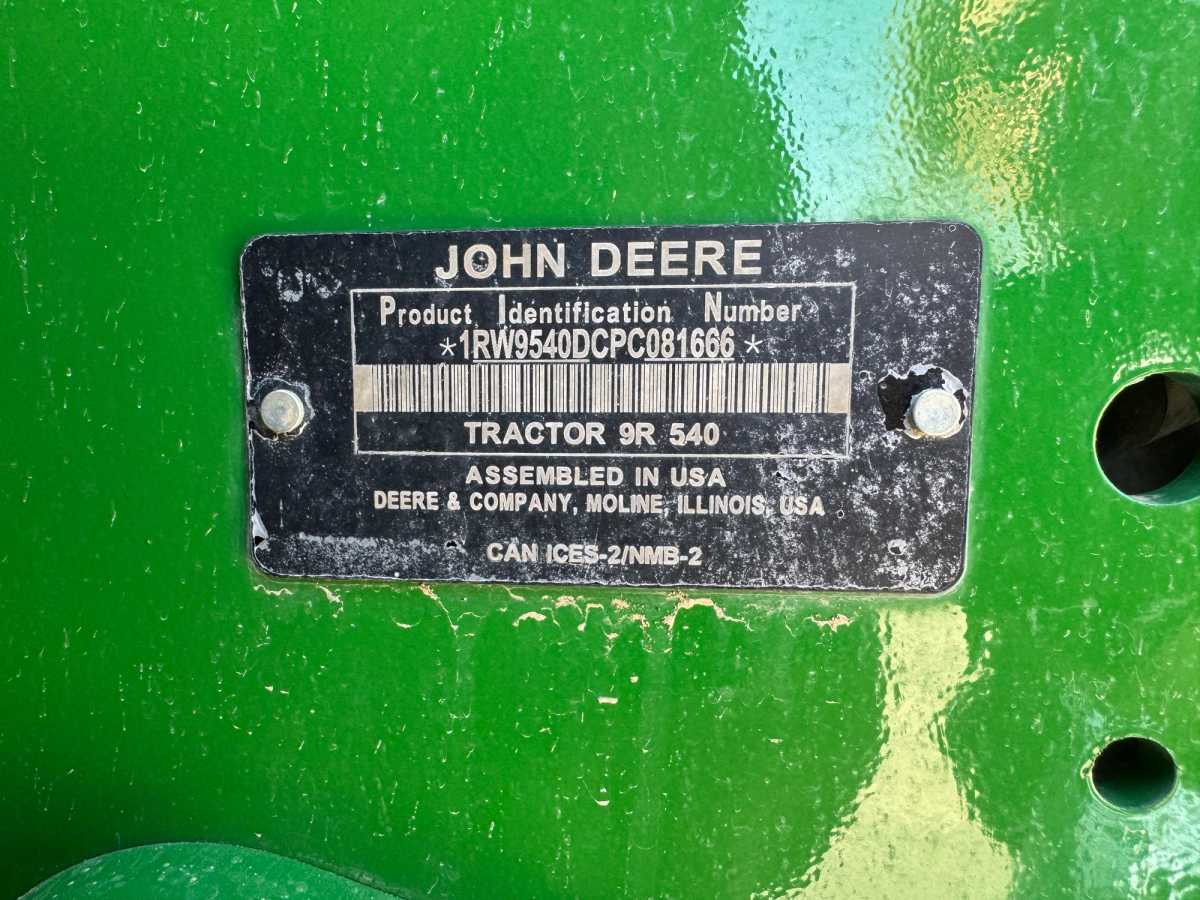 JOHN DEERE
Product Identification Number
*1RW9540DCPC081666*
TRACTOR 9R 540
ASSEMBLED IN USA
DEERE & COMPANY, MOLINE, ILLINOIS, USA
CAN ICES-2/NMB-2